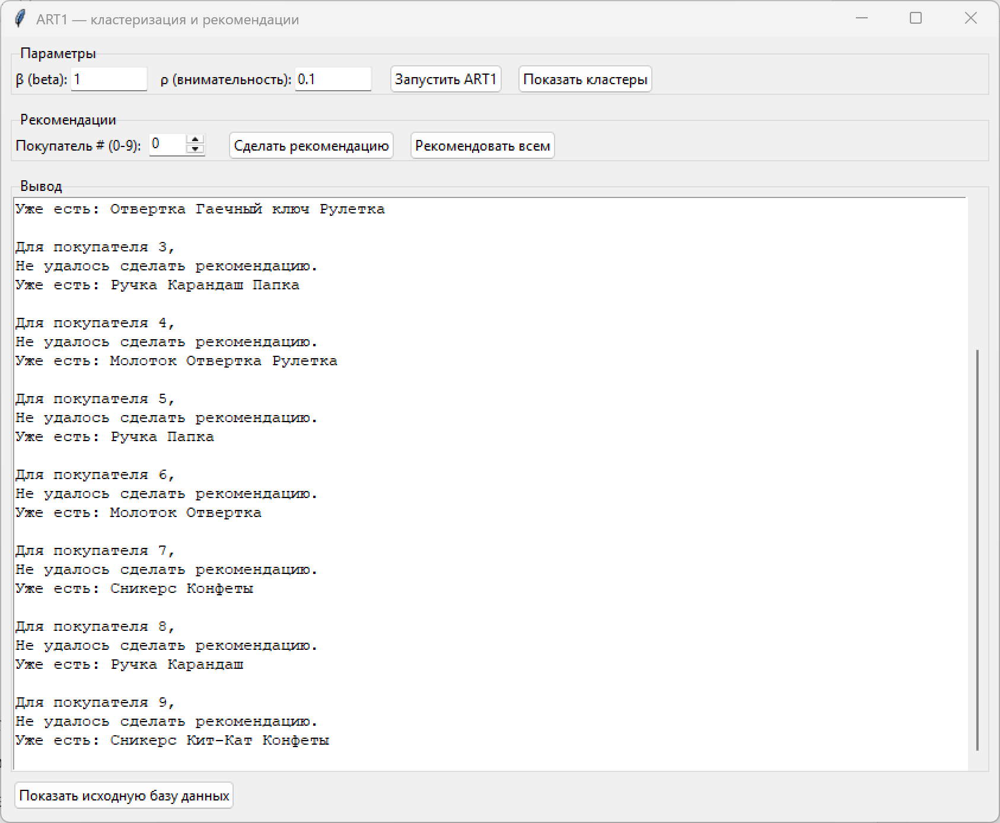 ART1 — кластеризация и рекомендации
Параметры
β (beta): 1 ρ (внимательность): 0.1 Запустить ART1 Показать кластеры
Рекомендации
Покупатель # (0-9): 0 Сделать рекомендацию Рекомендовать всем
Вывод
Уже есть: Отвертка Гаечный ключ Рулетка
Для покупателя 3,
Не удалось сделать рекомендацию.
Уже есть: Ручка Карандаш Папка
Для покупателя 4,
Не удалось сделать рекомендацию.
Уже есть: Молоток Отвертка Рулетка
Для покупателя 5,
Не удалось сделать рекомендацию.
Уже есть: Ручка Папка
Для покупателя 6,
Не удалось сделать рекомендацию.
Уже есть: Молоток Отвертка
Для покупателя 7,
Не удалось сделать рекомендацию.
Уже есть: Сникерс Конфеты
Для покупателя 8,
Не удалось сделать рекомендацию.
Уже есть: Ручка Карандаш
Для покупателя 9,
Не удалось сделать рекомендацию.
Уже есть: Сникерс Кит-Кат Конфеты
Показать исходную базу данных